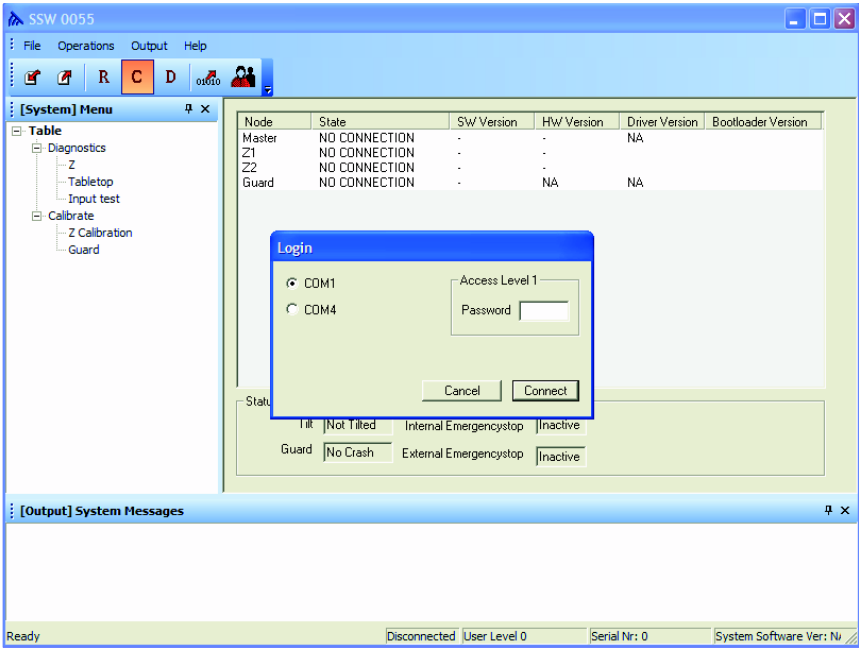 SSW 0055
File Operations Output Help
R C D 01010
[System] Menu
Table
Diagnostics
Z
Tabletop
Input test
Calibrate
Z Calibration
Guard
Node State SW Version HW Version Driver Version Bootloader Version
Master NO CONNECTION - - NA
Z1 NO CONNECTION - -
Z2 NO CONNECTION - -
Guard NO CONNECTION - NA NA
Login
COM1
COM4
Access Level 1
Password
Cancel Connect
Tilt Not Tilted Internal Emergencystop Inactive
Guard No Crash External Emergencystop Inactive
[Output] System Messages
Ready Disconnected User Level 0 Serial Nr: 0 System Software Ver: